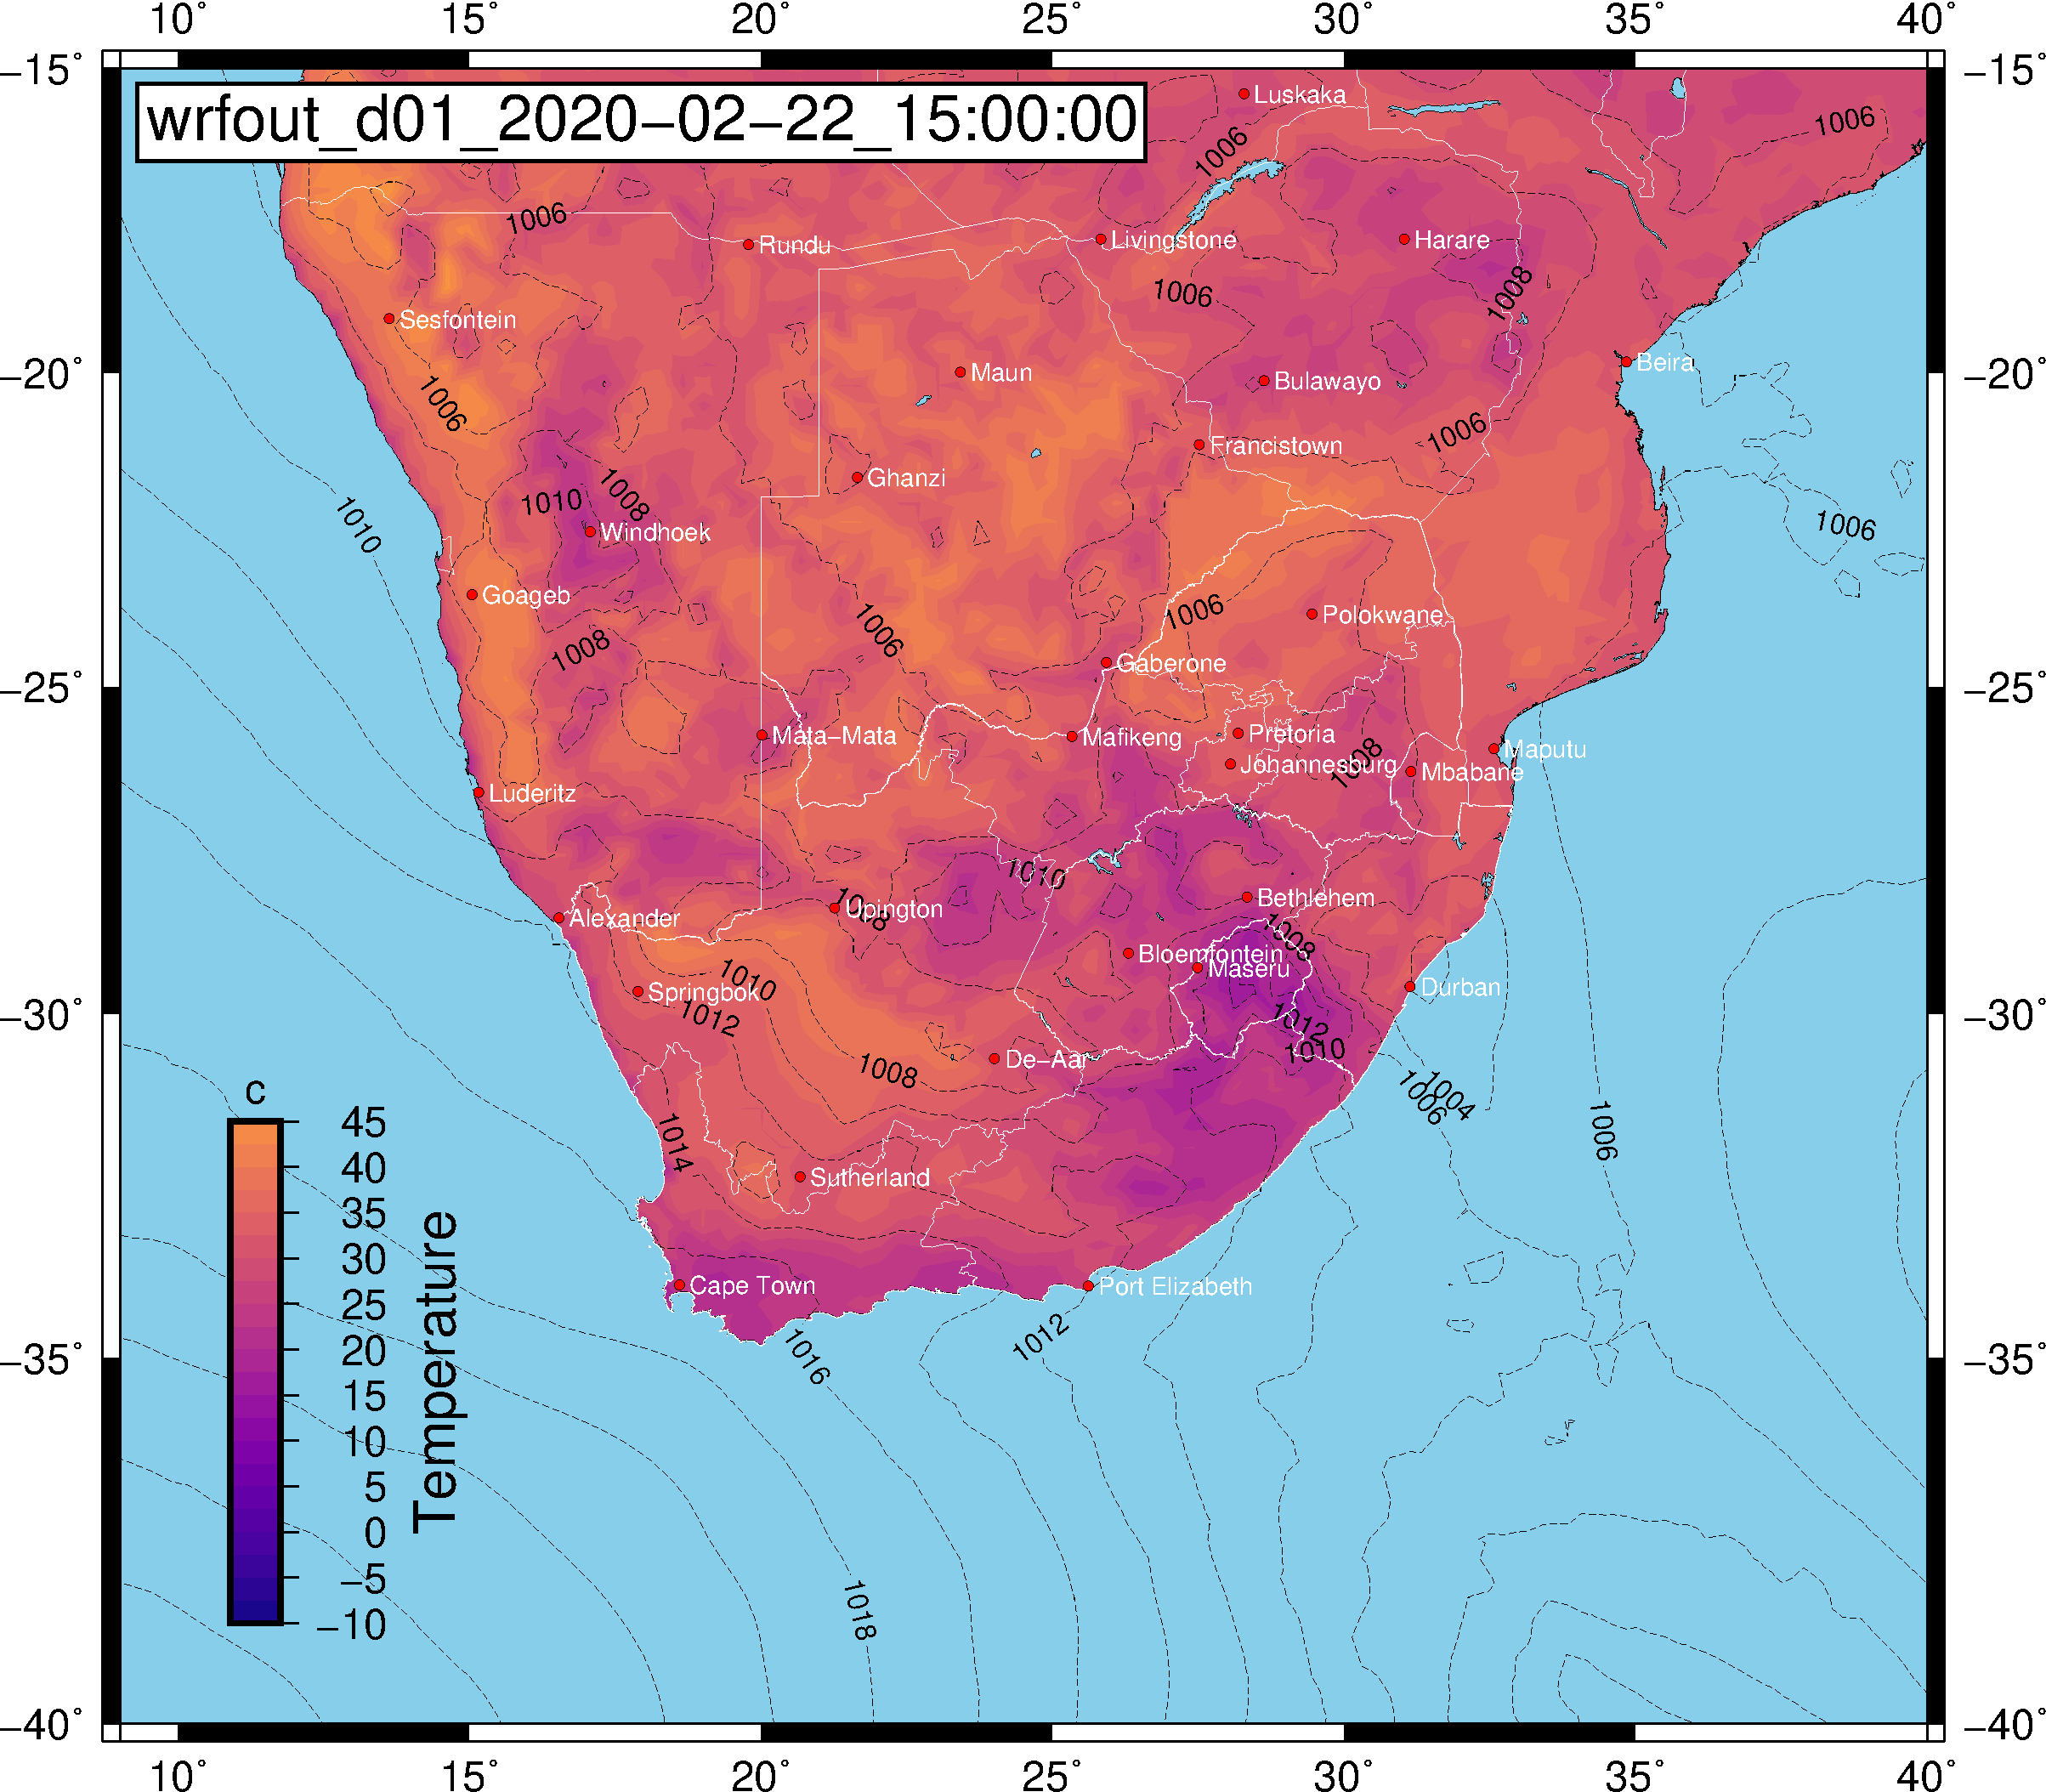 10° 15° 20° 25° 30° 35° 40°
−15° −15°
wrfout_d01_2020−02−22_15:00:00
Luskaka
1006
1006
1006
Rundu
Livingstone
Harare
1006
1008
Sesfontein
Beira
−20° −20°
Maun
Bulawayo
1006
1006
Francistown
Ghanzi
1010
1008
1010
1006
Windhoek
Goageb
1006
Polokwane
1006
1008
Gaberone
−25° −25°
Mata−Mata
Mafikeng
Pretoria
Maputu
Johannesburg
1008
Mbabane
Luderitz
1010
Bethlehem
Upington
1008
Alexander
1008
Bloemfontein
Maseru
1010
Springbok
Durban
1012
1012
−30° −30°
1010
De−Aar
1008
1004
1006
1006
1014
Sutherland
Cape Town
Port Elizabeth
1012
1016
−35° −35°
1018
c
45
40
35
30
25
20
15
10
5
0
−5
−10
Temperature
−40° −40°
10° 15° 20° 25° 30° 35° 40°